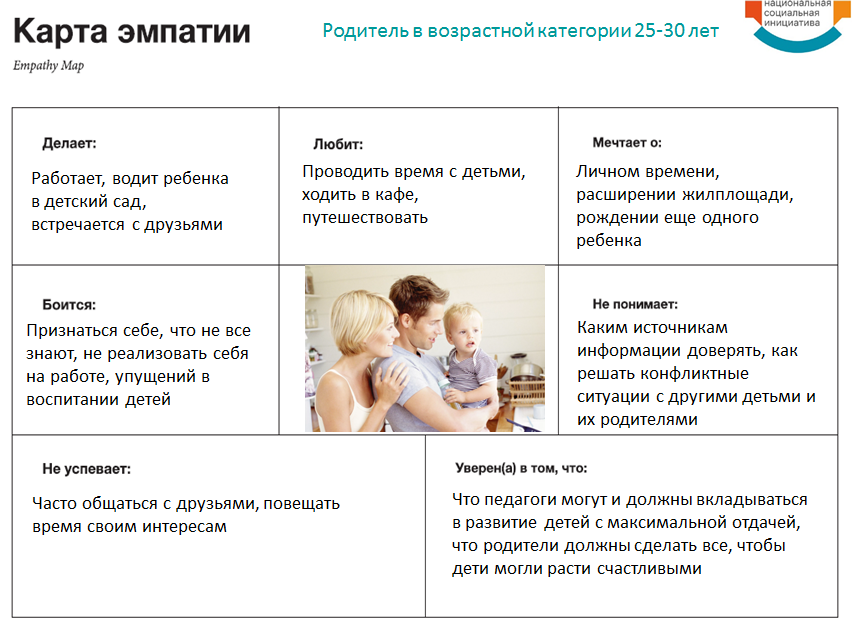 Карта эмпатии
Empathy Map
Родитель в возрастной категории 25-30 лет
национальная
социальная
инициатива
Делает:
Работает, водит ребенка
в детский сад,
встречается с друзьями
Любит:
Проводить время с детьми,
ходить в кафе,
путешествовать
Мечтает о:
Личном времени,
расширении жилплощади,
рождении еще одного
ребенка
Боится:
Признаться себе, что не все
знают, не реализовать себя
на работе, упущений в
воспитании детей
Не понимает:
Каким источникам
информации доверять, как
решать конфликтные
ситуации с другими детьми и
их родителями
Не успевает:
Часто общаться с друзьями, повещать
время своим интересам
Уверен(а) в том, что:
Что педагоги могут и должны вкладываться
в развитие детей с максимальной отдачей,
что родители должны сделать все, чтобы
дети могли расти счастливыми